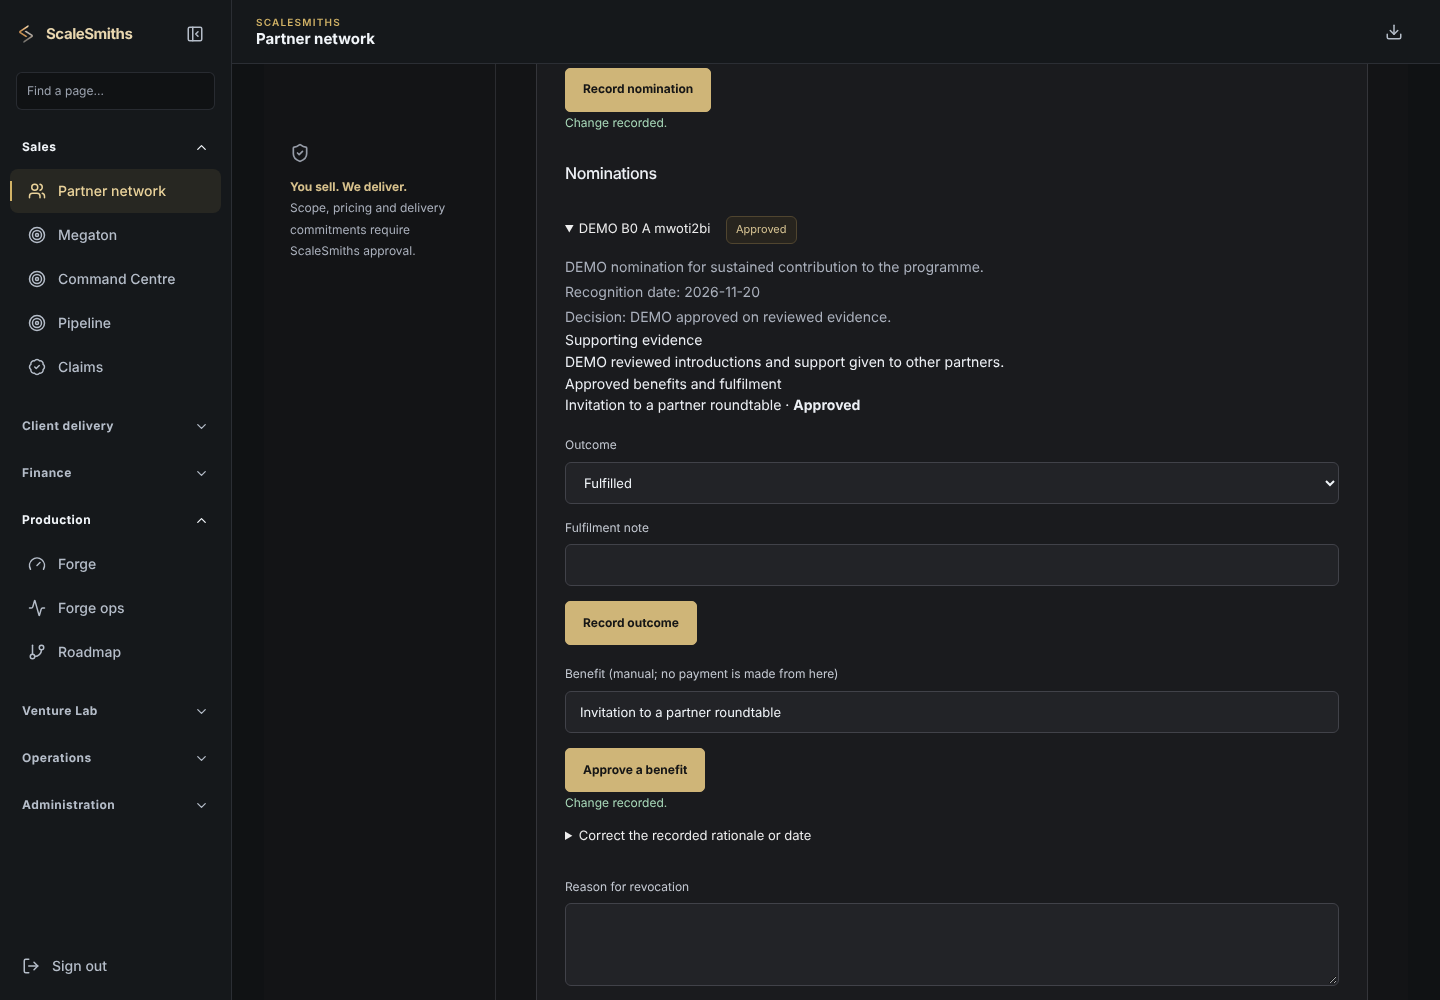 ScaleSmiths
Find a page...
Sales
Partner network
Megaton
Command Centre
Pipeline
Claims
Client delivery
Finance
Production
Forge
Forge ops
Roadmap
Venture Lab
Operations
Administration
Sign out
SCALESMITHS
Partner network
You sell. We deliver.
Scope, pricing and delivery
commitments require
ScaleSmiths approval.
Record nomination
Change recorded.
Nominations
DEMO B0 A mwoti2bi Approved
DEMO nomination for sustained contribution to the programme.
Recognition date: 2026-11-20
Decision: DEMO approved on reviewed evidence.
Supporting evidence
DEMO reviewed introductions and support given to other partners.
Approved benefits and fulfilment
Invitation to a partner roundtable · Approved
Outcome
Fulfilled
Fulfilment note
Record outcome
Benefit (manual; no payment is made from here)
Invitation to a partner roundtable
Approve a benefit
Change recorded.
Correct the recorded rationale or date
Reason for revocation